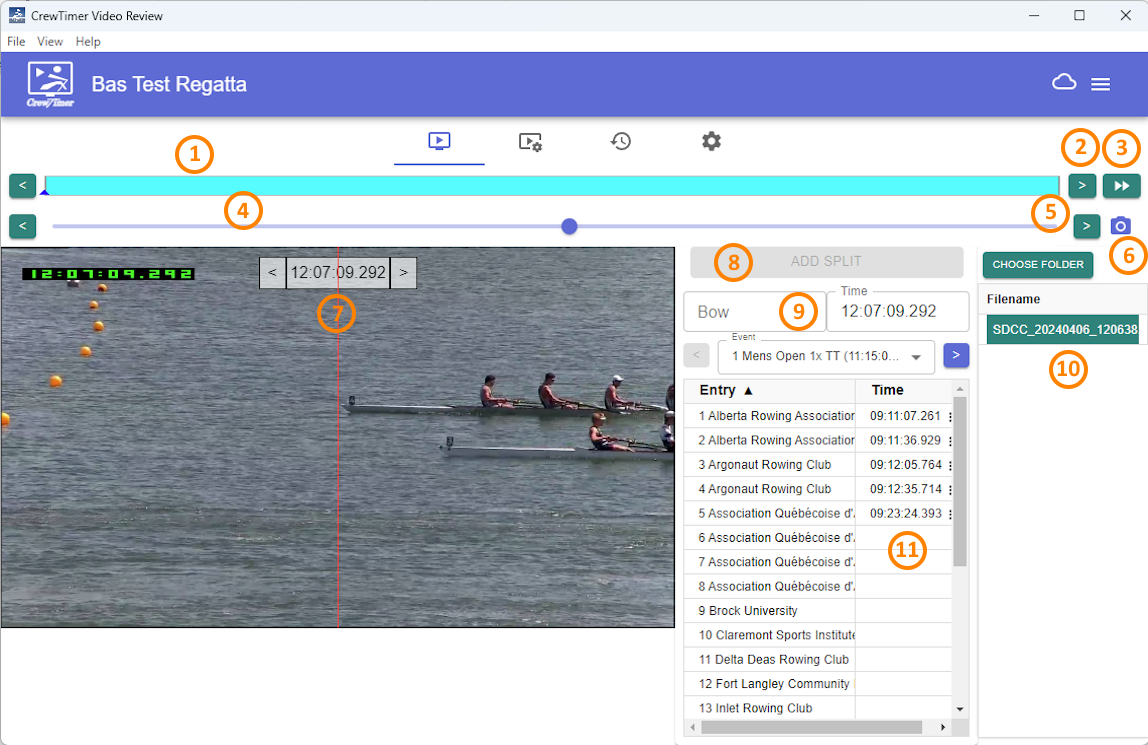 CrewTimer Video Review
File View Help
CrewTimer
Bas Test Regatta
1
2
3
<
>
4
5
<
>
6
12:07:09.292
< 12:07:09.292 >
7
8 ADD SPLIT
Bow
9
Time
12:07:09.292
Event
< 1 Mens Open 1x TT (11:15:0... >
Entry ▲ Time
1 Alberta Rowing Association 09:11:07.261
2 Alberta Rowing Association 09:11:36.929
3 Argonaut Rowing Club 09:12:05.764
4 Argonaut Rowing Club 09:12:35.714
5 Association Québécoise d'A 09:23:24.393
6 Association Québécoise d'A
11
7 Association Québécoise d'A
8 Association Québécoise d'A
9 Brock University
10 Claremont Sports Institute
11 Delta Deas Rowing Club
12 Fort Langley Community
13 Inlet Rowing Club
CHOOSE FOLDER
Filename
SDCC_20240406_120638
10